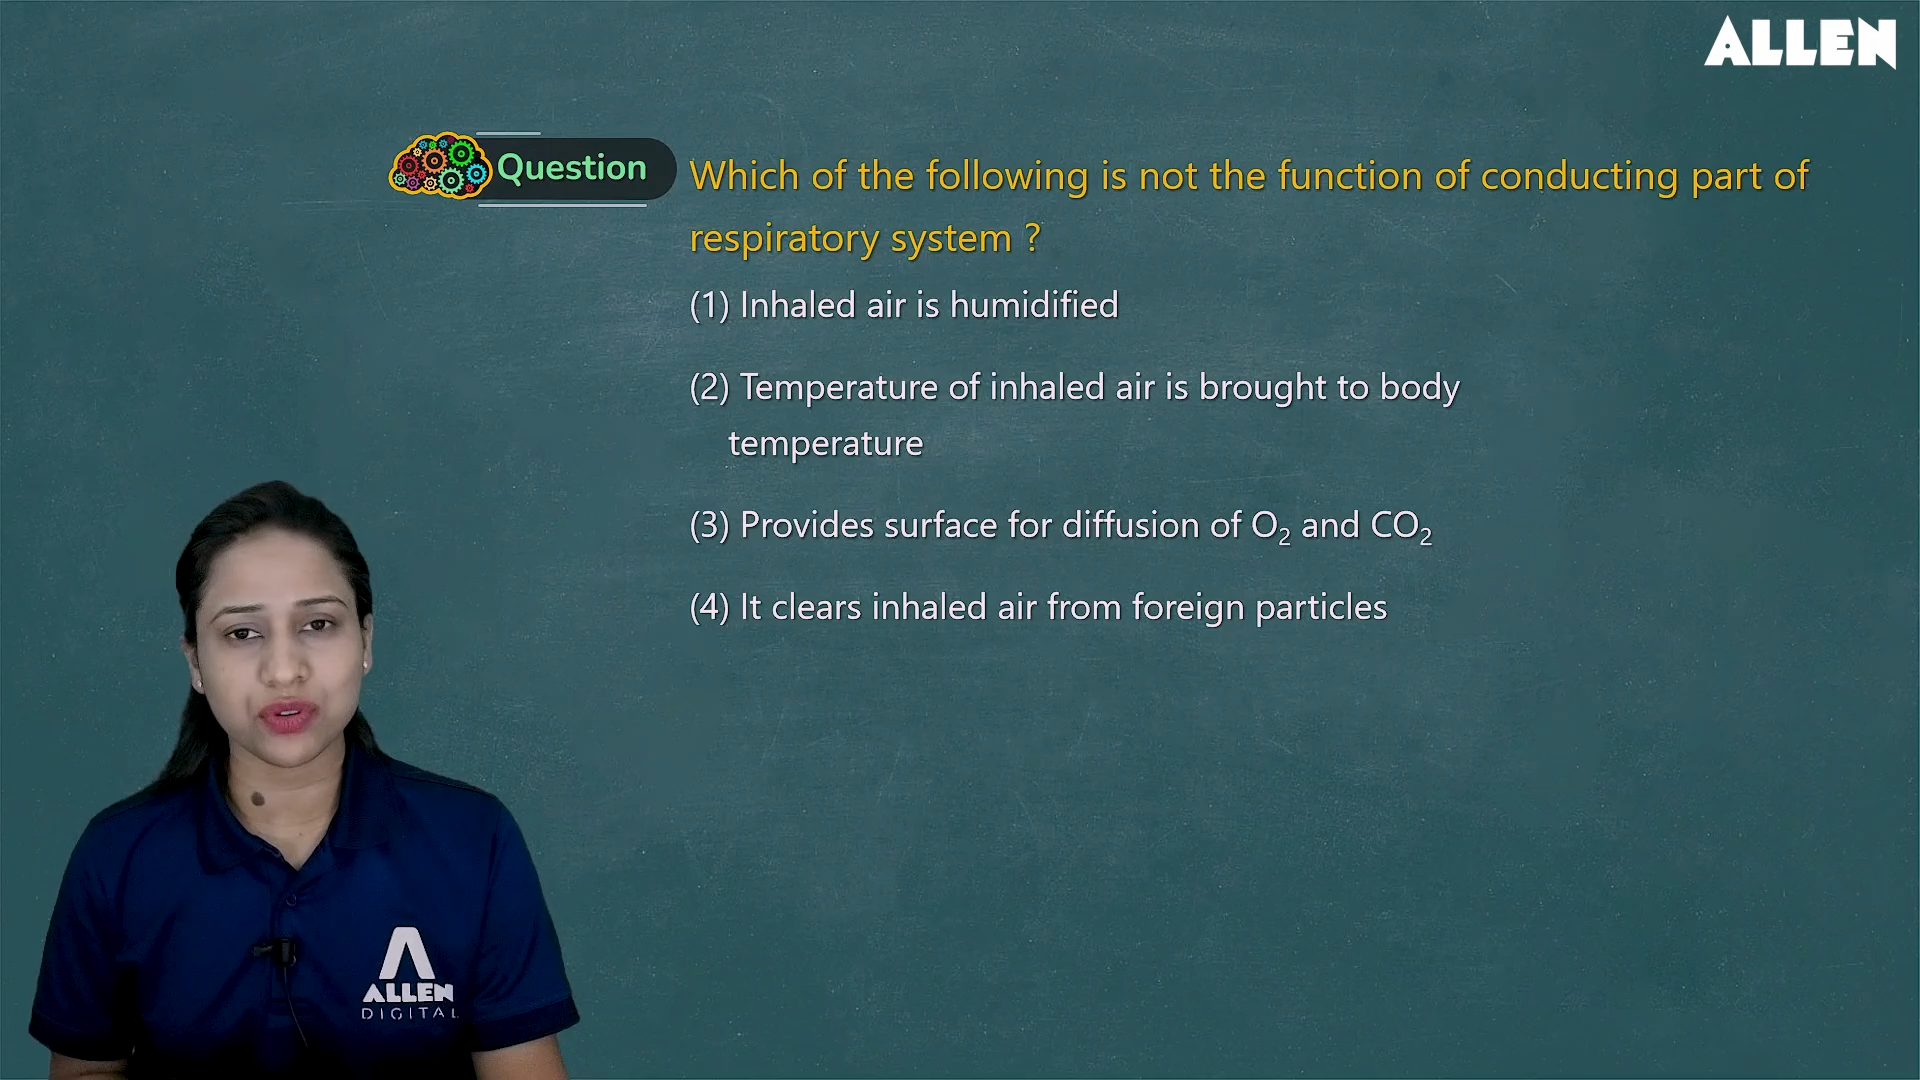 ALLEN
Question
Which of the following is not the function of conducting part of
respiratory system ?
(1) Inhaled air is humidified
(2) Temperature of inhaled air is brought to body
temperature
(3) Provides surface for diffusion of O₂ and CO₂
(4) It clears inhaled air from foreign particles
ALLEN
DIGITAL